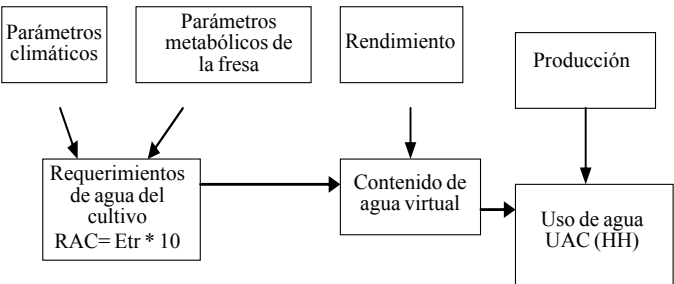 Parámetros
climáticos
Parámetros
metabólicos de
la fresa
Rendimiento
Producción
Requerimientos
de agua del
cultivo
RAC= Etr * 10
Contenido de
agua virtual
Uso de agua
UAC (HH)